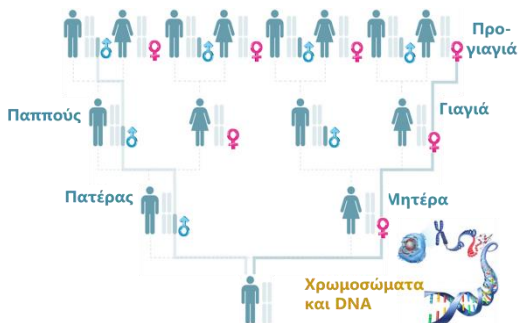 Προ-
γιαγιά
Παππούς
Γιαγιά
Πατέρας
Μητέρα
Χρωμοσώματα
και DNA